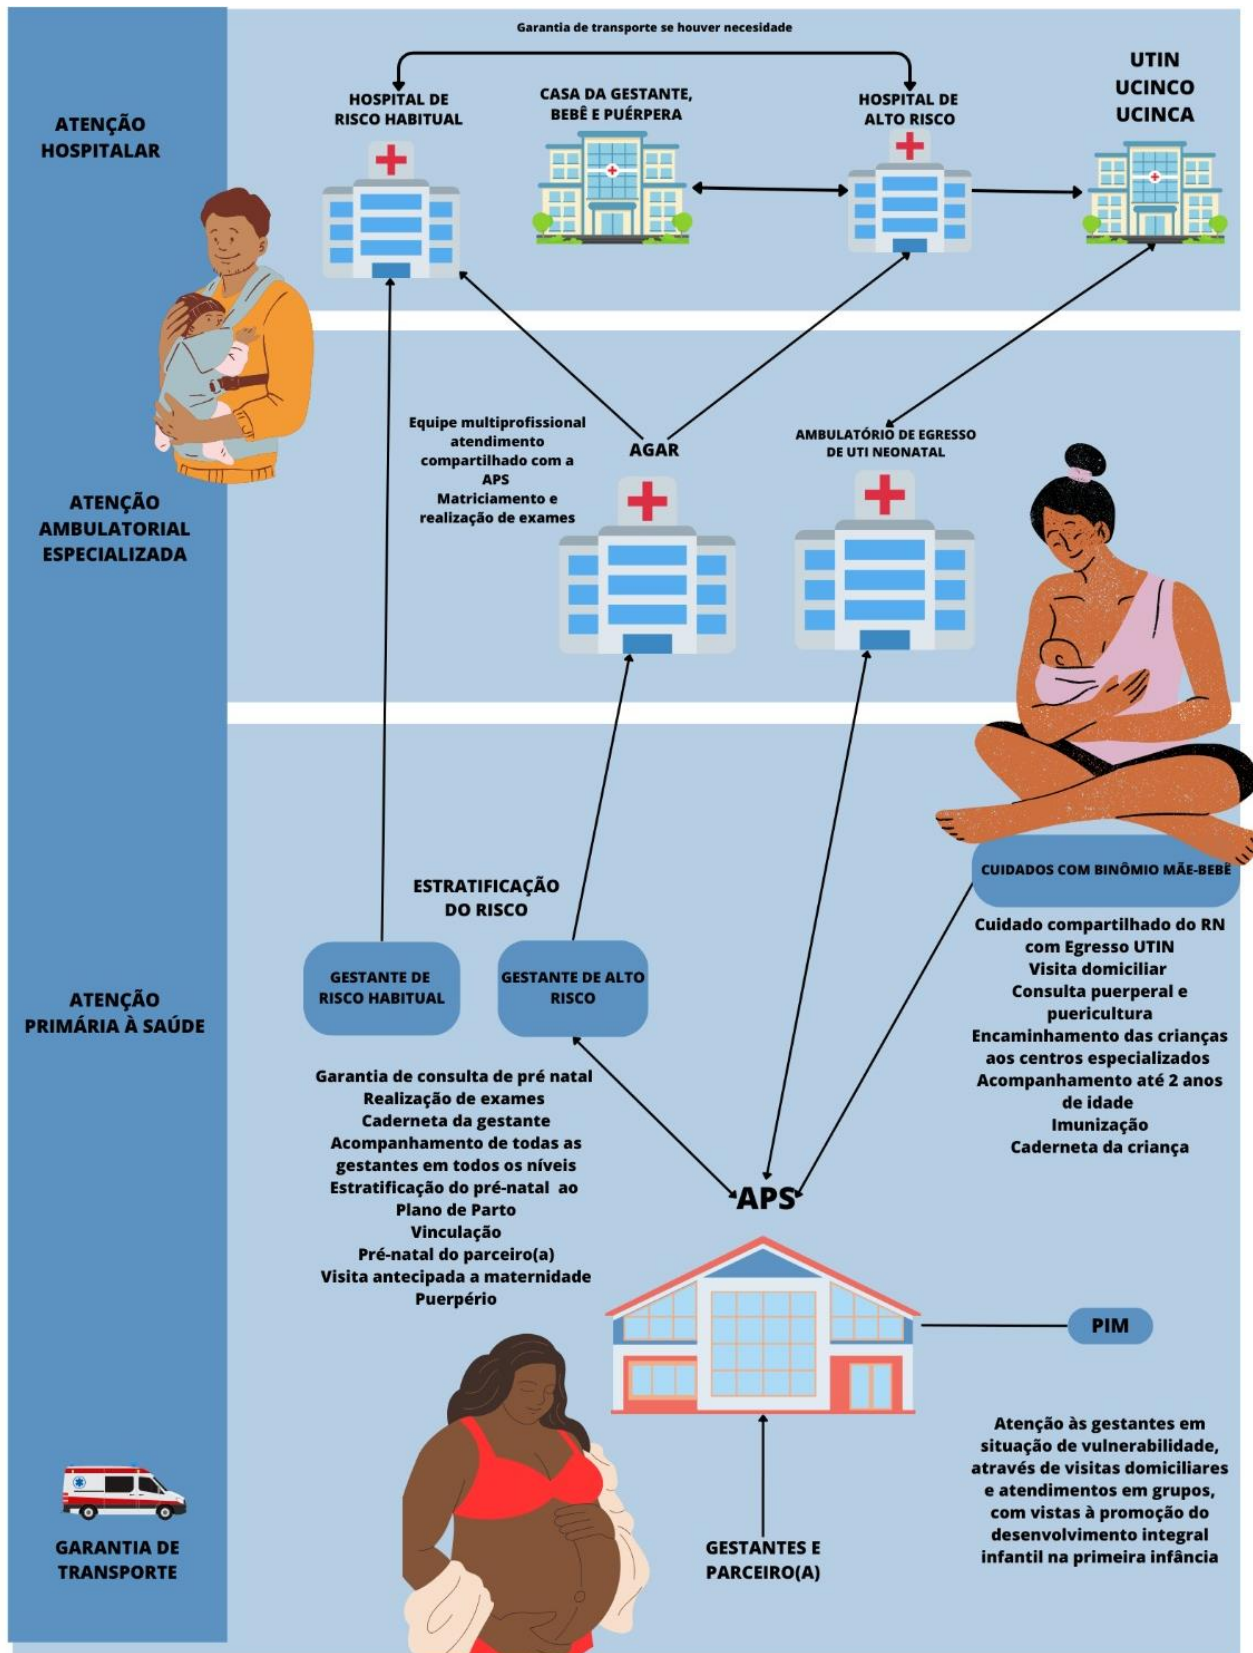 Garantia de transporte se houver necesidade
ATENÇÃO
HOSPITALAR
HOSPITAL DE
RISCO HABITUAL
CASA DA GESTANTE,
BEBÊ E PUÉRPERA
HOSPITAL DE
ALTO RISCO
UTIN
UCINCO
UCINCA
ATENÇÃO
AMBULATORIAL
ESPECIALIZADA
Equipe multiprofissional
atendimento
compartilhado com a
APS
Matriciamento e
realização de exames
AGAR
AMBULATÓRIO DE EGRESSO
DE UTI NEONATAL
ATENÇÃO
PRIMÁRIA À SAÚDE
ESTRATIFICAÇÃO
DO RISCO
GESTANTE DE
RISCO HABITUAL
GESTANTE DE ALTO
RISCO
CUIDADOS COM BINÔMIO MÃE-BEBÊ
Cuidado compartilhado do RN
com Egresso UTIN
Visita domiciliar
Consulta puerperal e
puericultura
Encaminhamento das crianças
aos centros especializados
Acompanhamento até 2 anos
de idade
Imunização
Caderneta da criança
Garantia de consulta de pré natal
Realização de exames
Caderneta da gestante
Acompanhamento de todas as
gestantes em todos os níveis
Estratificação do pré-natal ao
Plano de Parto
Vinculação
Pré-natal do parceiro(a)
Visita antecipada a maternidade
Puerpério
APS
PIM
Atenção às gestantes em
situação de vulnerabilidade,
através de visitas domiciliares
e atendimentos em grupos,
com vistas à promoção do
desenvolvimento integral
infantil na primeira infância
GESTANTES E
PARCEIRO(A)
GARANTIA DE
TRANSPORTE